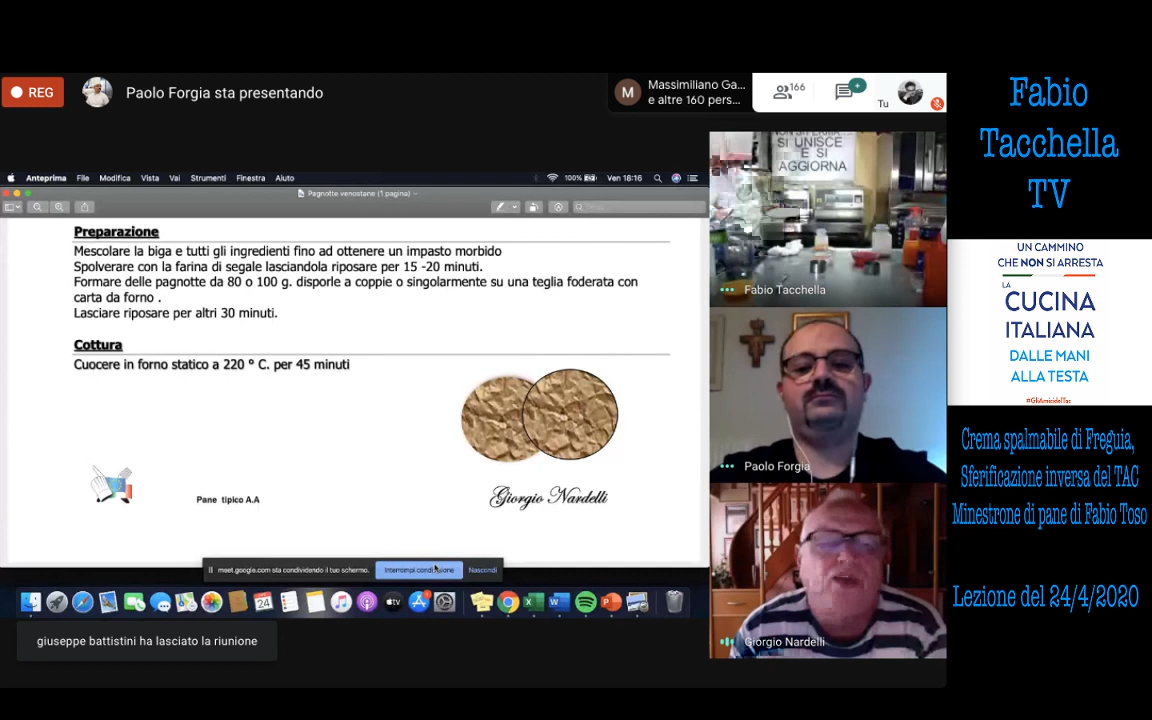 REG
Paolo Forgia sta presentando
M
Massimiliano Ga...
e altre 160 pers...
166
Tu
Fabio
Tacchella
TV
Anteprima File Modifica Vista Vai Strumenti Finestra Aiuto
100% Ven 18:16
Pagnotte venostane (1 pagina)
Preparazione
Mescolare la biga e tutti gli ingredienti fino ad ottenere un impasto morbido
Spolverare con la farina di segale lasciandola riposare per 15 -20 minuti.
Formare delle pagnotte da 80 o 100 g. disporle a coppie o singolarmente su una teglia foderata con
carta da forno .
Lasciare riposare per altri 30 minuti.
Cottura
Cuocere in forno statico a 220 ° C. per 45 minuti
Pane tipico A.A
Giorgio Nardelli
SI UNISCE
E SI
AGGIORNA
Fabio Tacchella
Paolo Forgia
Giorgio Nardelli
UN CAMMINO
CHE NON SI ARRESTA
LA
CUCINA
ITALIANA
DALLE MANI
ALLA TESTA
#GliAmicidelTac
Crema spalmabile di Freguia,
Sferificazione inversa del TAC
Minestrone di pane di Fabio Toso
Lezione del 24/4/2020
meet.google.com sta condividendo il tuo schermo.
Interrompi condivisione
Nascondi
24
giuseppe battistini ha lasciato la riunione